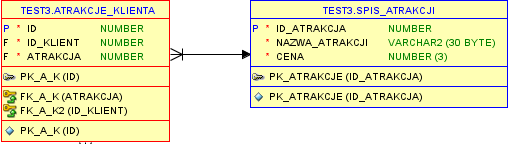 TEST3.ATRAKCJE_KLIENTA
P * ID NUMBER
F * ID_KLIENT NUMBER
F * ATRAKCJA NUMBER
PK_A_K (ID)
FK_A_K (ATRAKCJA)
FK_A_K2 (ID_KLIENT)
PK_A_K (ID)
TEST3.SPIS_ATRAKCJI
P * ID_ATRAKCJA NUMBER
* NAZWA_ATRAKCJI VARCHAR2 (30 BYTE)
* CENA NUMBER (3)
PK_ATRAKCJE (ID_ATRAKCJA)
PK_ATRAKCJE (ID_ATRAKCJA)